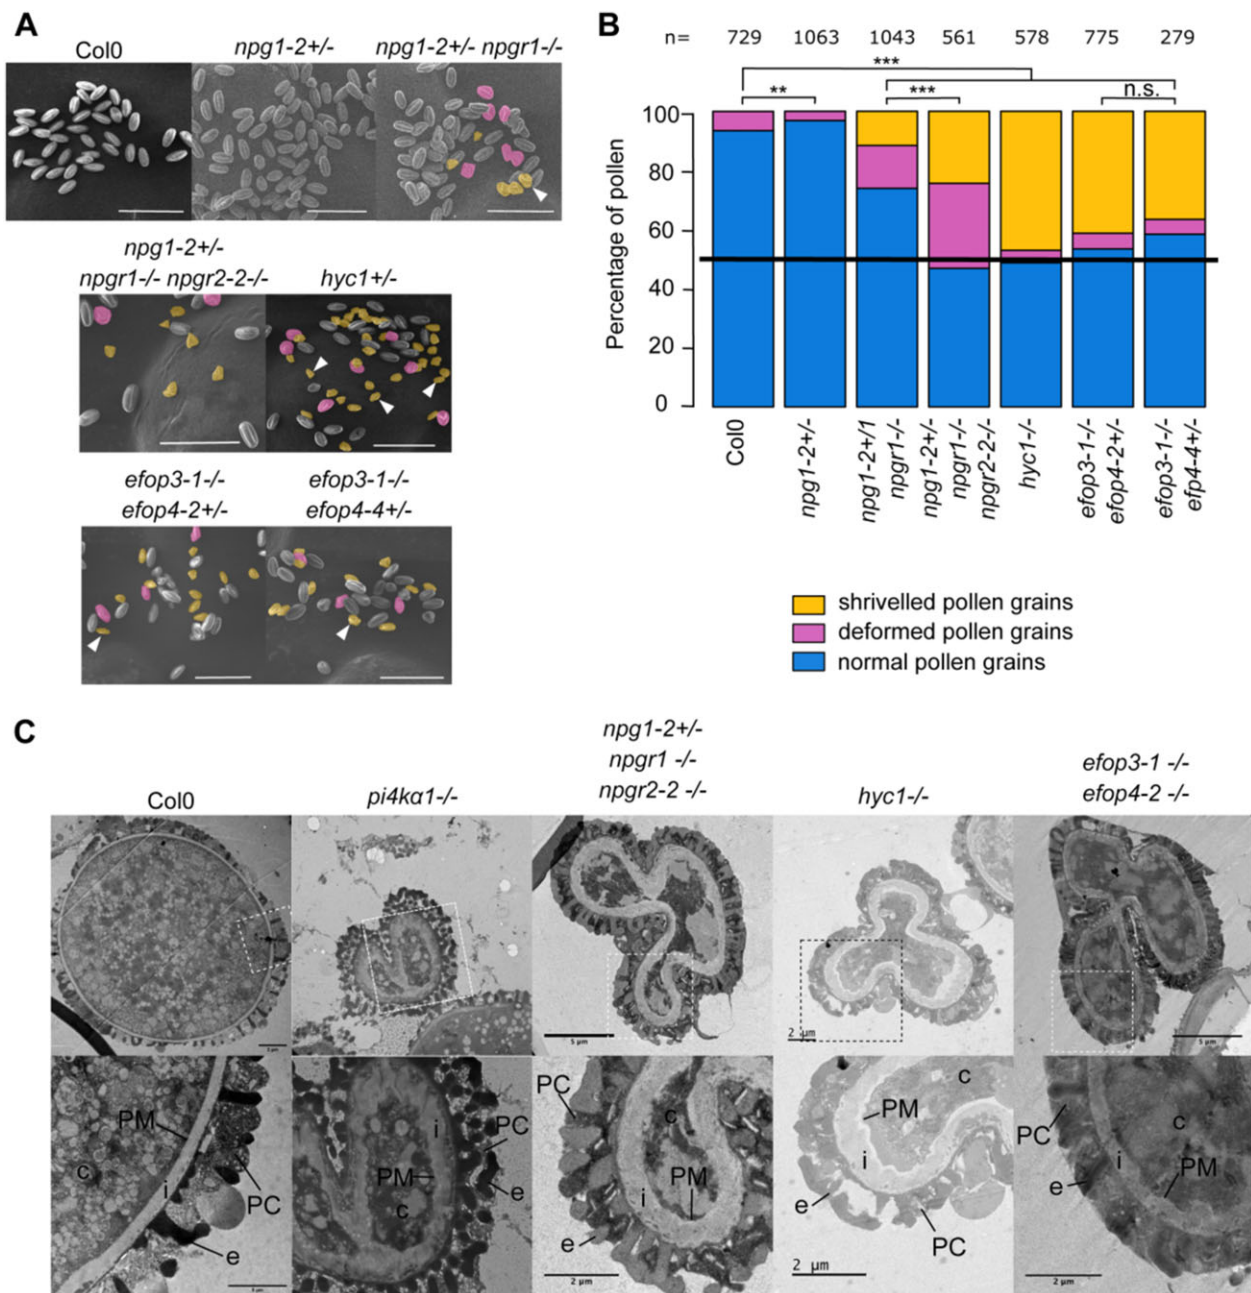 A
Col0
npg1-2+/-
npg1-2+/- npgr1-/-
npg1-2+/-
npgr1-/- npgr2-2-/-
hyc1+/-
efop3-1-/-
efop4-2+/-
efop3-1-/-
efop4-4+/-
B
n= 729 1063 1043 561 578 775 279
***
** *** n.s.
Percentage of pollen
100
80
60
40
20
0
Col0
npg1-2+/-
npg1-2+/1
npgr1-/-
npg1-2+/-
npgr1-/-
npgr2-2-/-
hyc1-/-
efop3-1-/-
efop4-2+/-
efop3-1-/-
efp4-4+/-
shrivelled pollen grains
deformed pollen grains
normal pollen grains
C
Col0
pi4kα1-/-
npg1-2+/-
npgr1 -/-
npgr2-2 -/-
hyc1-/-
efop3-1 -/-
efop4-2 -/-
5 µm
2 µm
5 µm
PM
c
i
PC
e
i
PC
PM
c
e
PC
c
PM
i
e
2 µm
c
PM
i
e
PC
2 µm
PC
c
i
PM
e
2 µm